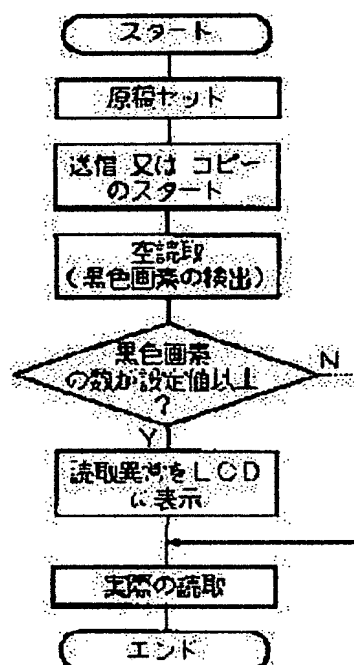 スタート
原稿セット
送信 又は コピー
のスタート
空読取
(黒色画素の検出)
黒色画素
の数が設定値以上
?
N
Y
読取異常をLCD
に表示
実際の読取
エンド